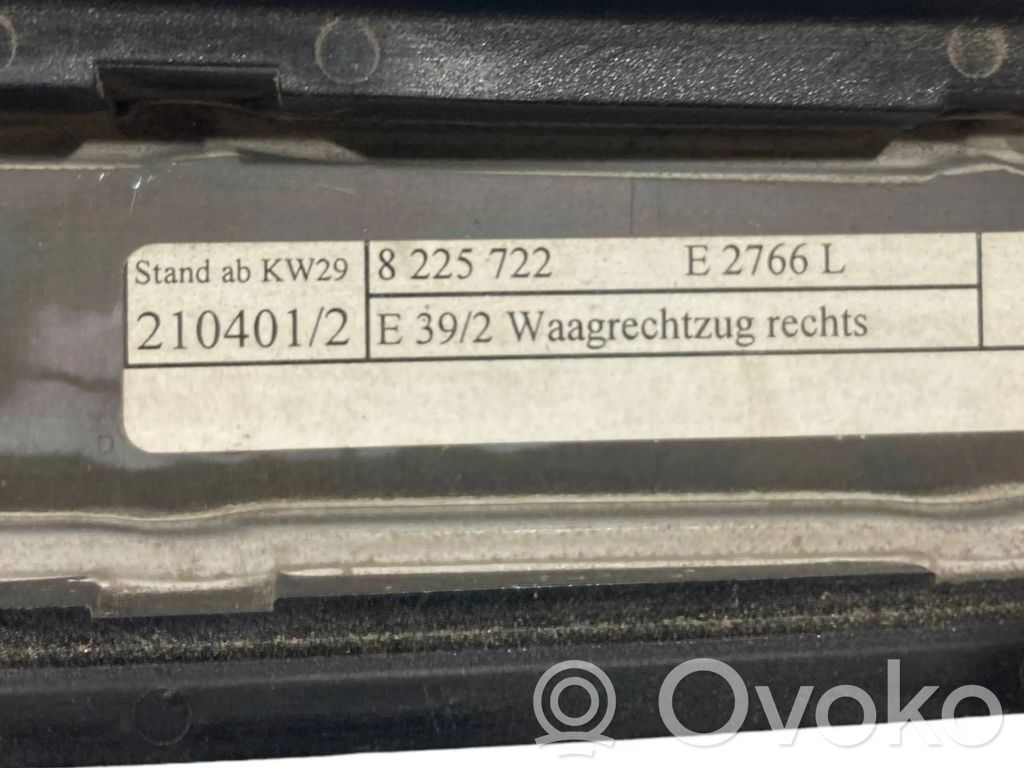 Stand ab KW29
210401/2
8 225 722 E 2766 L
E 39/2 Waagrechtzug rechts
Ovoko